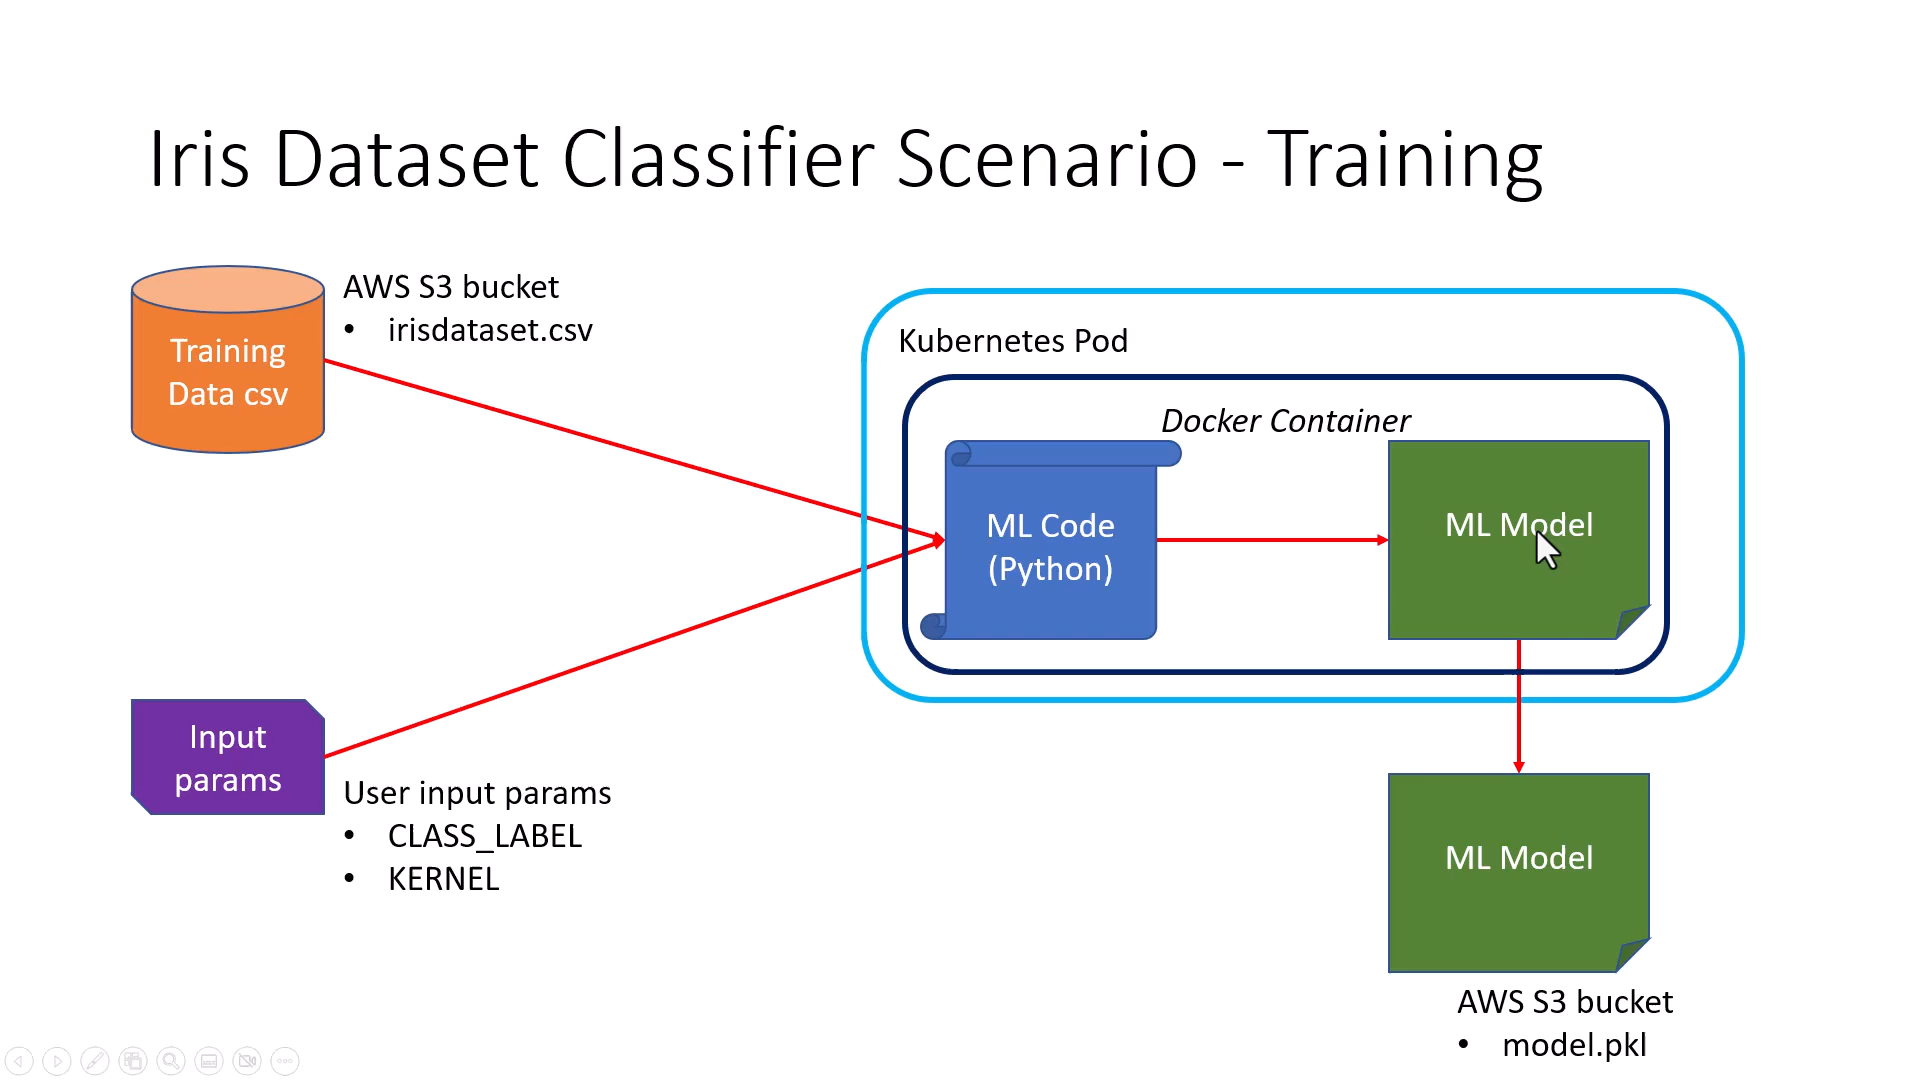 Iris Dataset Classifier Scenario - Training
AWS S3 bucket
• irisdataset.csv
Training
Data csv
Kubernetes Pod
Docker Container
ML Code
(Python)
ML Model
Input
params
User input params
• CLASS_LABEL
• KERNEL
ML Model
AWS S3 bucket
• model.pkl